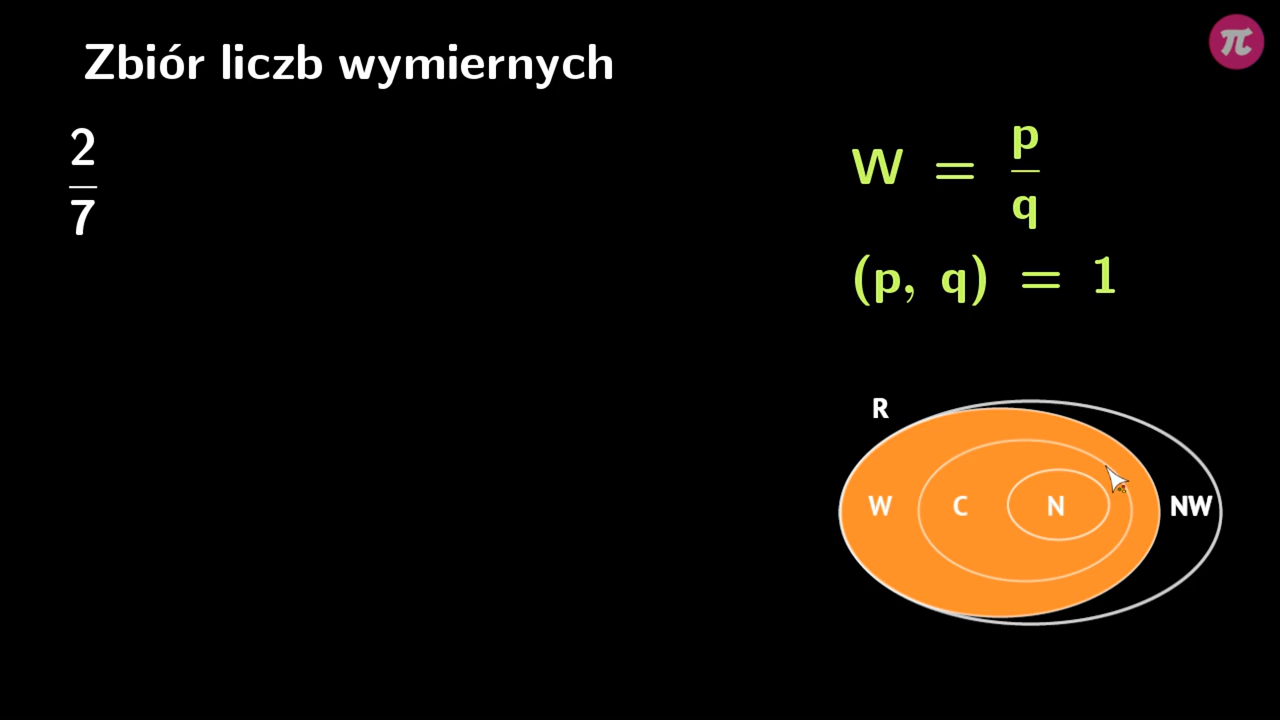 Zbiór liczb wymiernych
π
2
7
W = p/q
(p, q) = 1
R
W C N NW